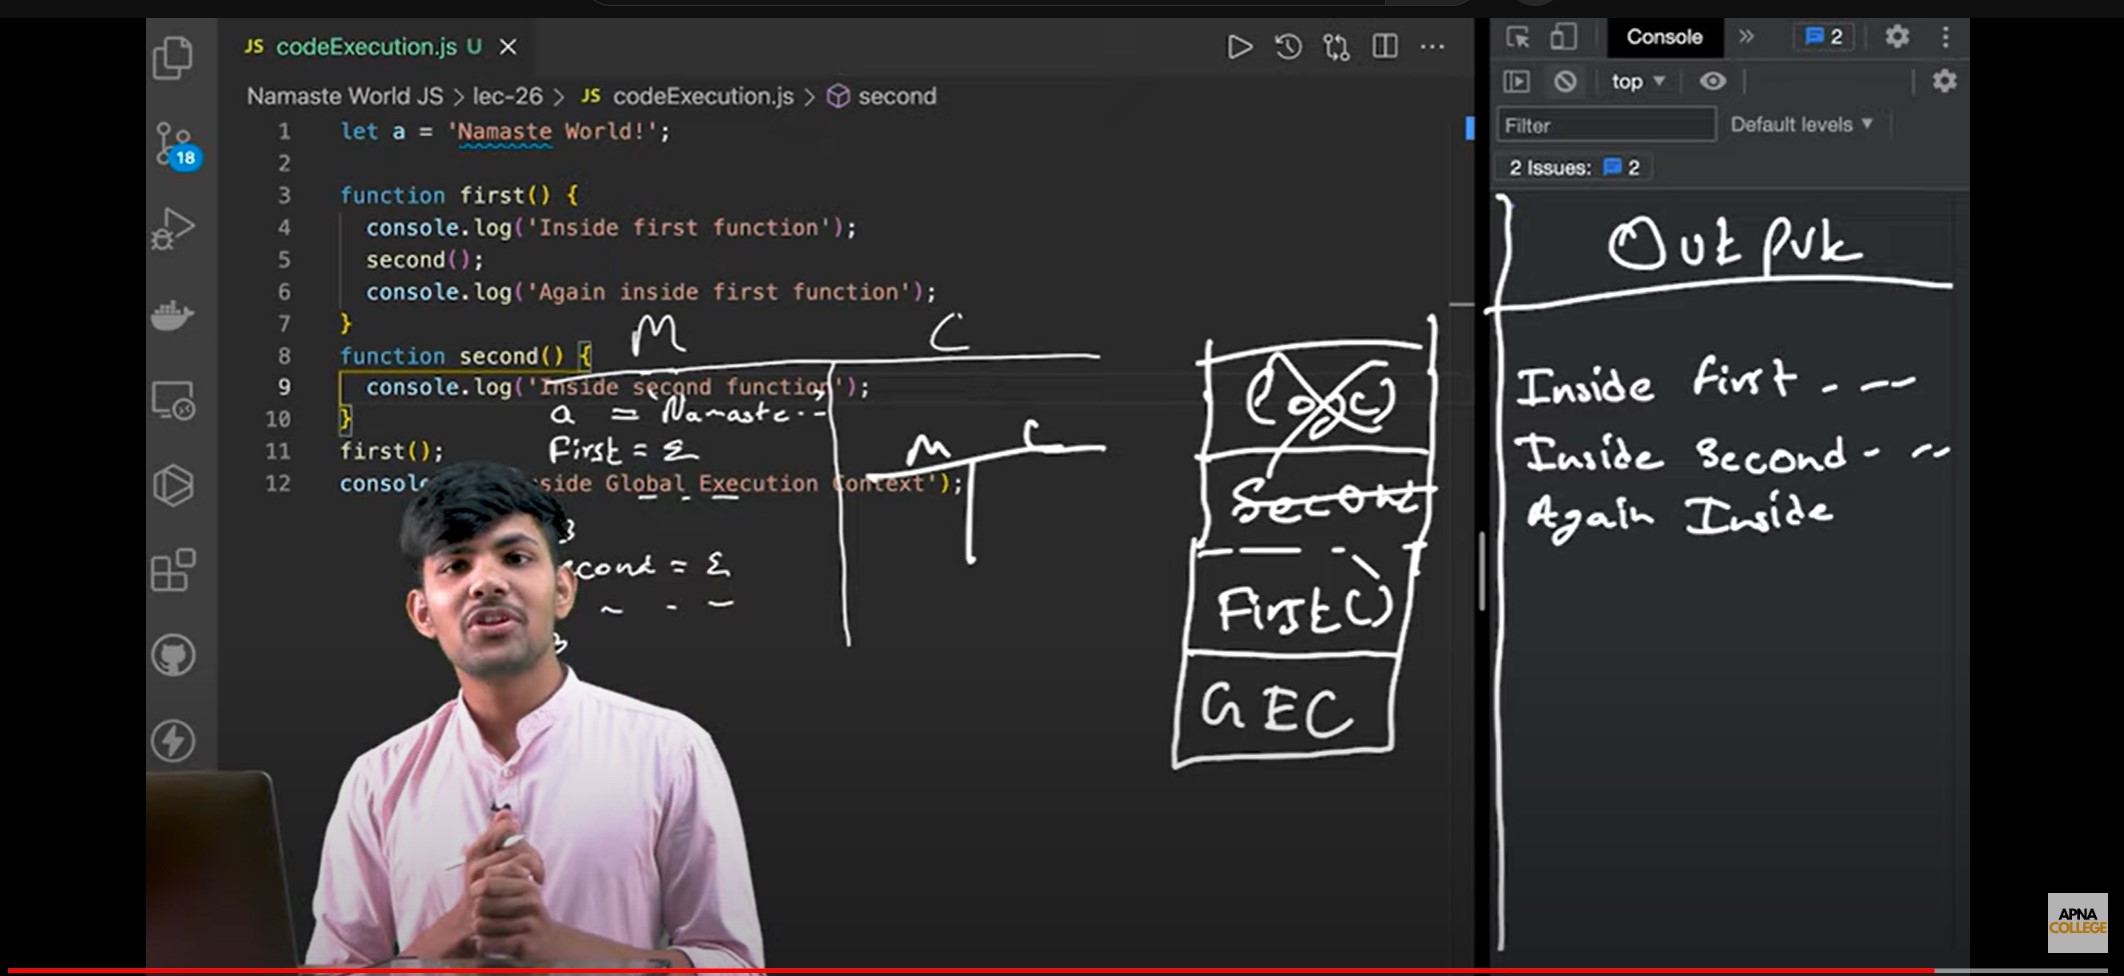 JS codeExecution.js U
Namaste World JS > lec-26 > JS codeExecution.js > second
1 let a = 'Namaste World!';
2
3 function first() {
4 console.log('Inside first function');
5 second();
6 console.log('Again inside first function');
7 }
8 function second() {
9 console.log('Inside second function');
10 }
11 first();
12 console side Global Execution Context');
18
M C
a = 'Namaste..
First = {
}
cond = {
}
M C
Second
First()
GEC
Console » 2
top
Filter Default levels
2 Issues: 2
Output
Inside first
Inside Second
Again Inside
APNA
COLLEGE